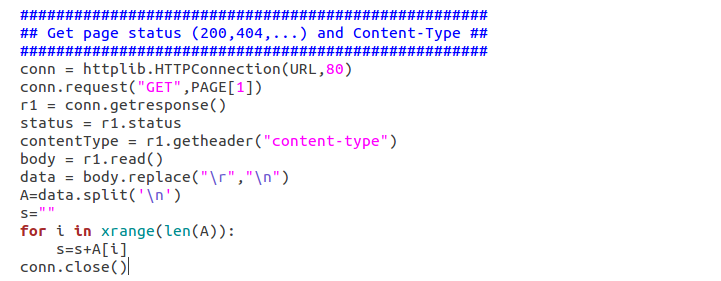 ####################################################
## Get page status (200,404,...) and Content-Type ##
####################################################
conn = httplib.HTTPConnection(URL,80)
conn.request("GET",PAGE[1])
r1 = conn.getresponse()
status = r1.status
contentType = r1.getheader("content-type")
body = r1.read()
data = body.replace("\r","\n")
A=data.split('\n')
s=""
for i in xrange(len(A)):
    s=s+A[i]
conn.close()